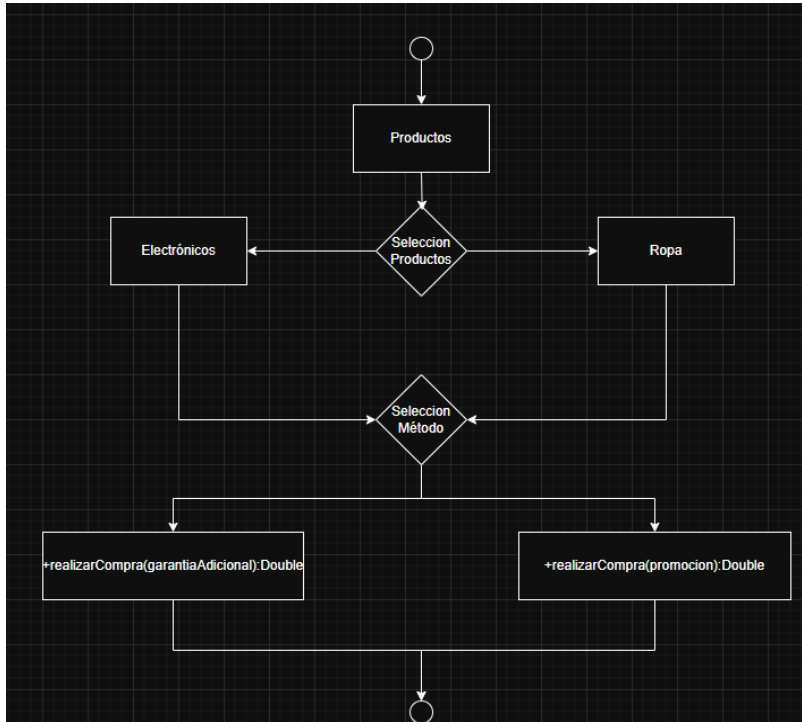 Productos
Seleccion
Productos
Electrónicos
Ropa
Seleccion
Método
+realizarCompra(garantiaAdicional):Double
+realizarCompra(promocion):Double